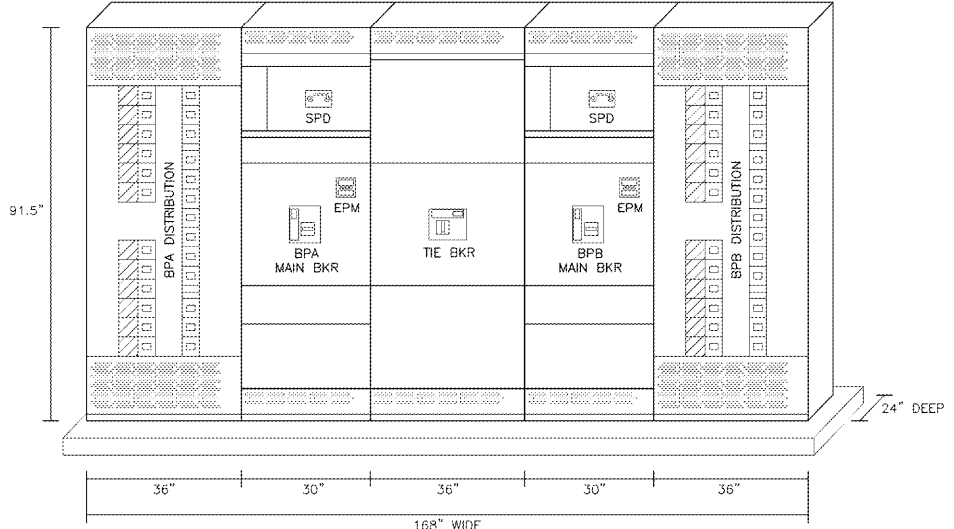 SPD
SPD
91.5"
BPA DISTRIBUTION
EPM
BPA
MAIN BKR
TIE BKR
EPM
BPB
MAIN BKR
BPB DISTRIBUTION
24" DEEP
36"
30"
36"
30"
36"
168" WIDE